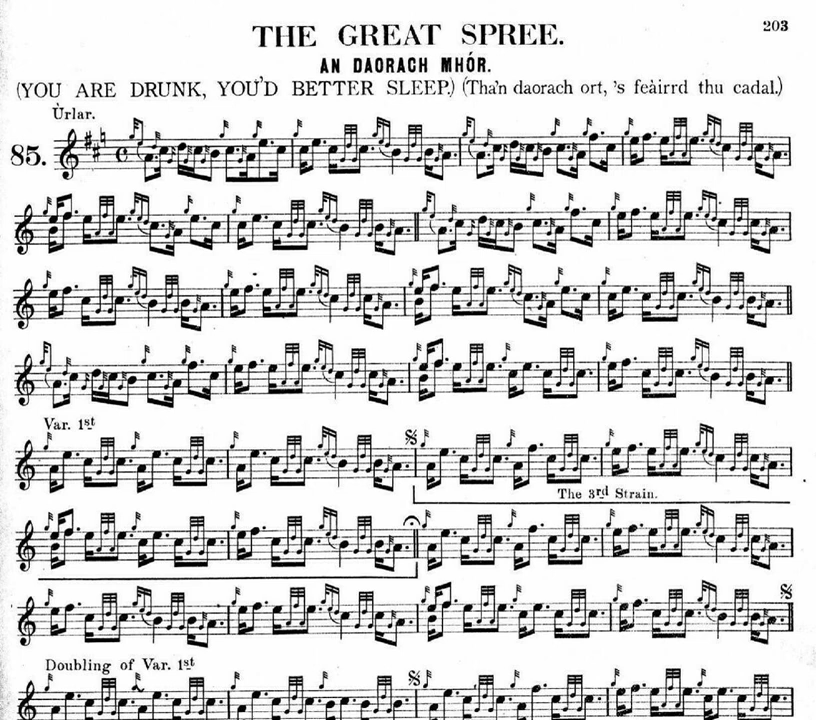 203
THE GREAT SPREE.
AN DAORACH MHÓR.
(YOU ARE DRUNK, YOU'D BETTER SLEEP.) (Tha'n daorach ort, 's feàirrd thu cadal.)
Ùrlar.
85.
Var. 1st
The 3rd Strain.
Doubling of Var. 1st